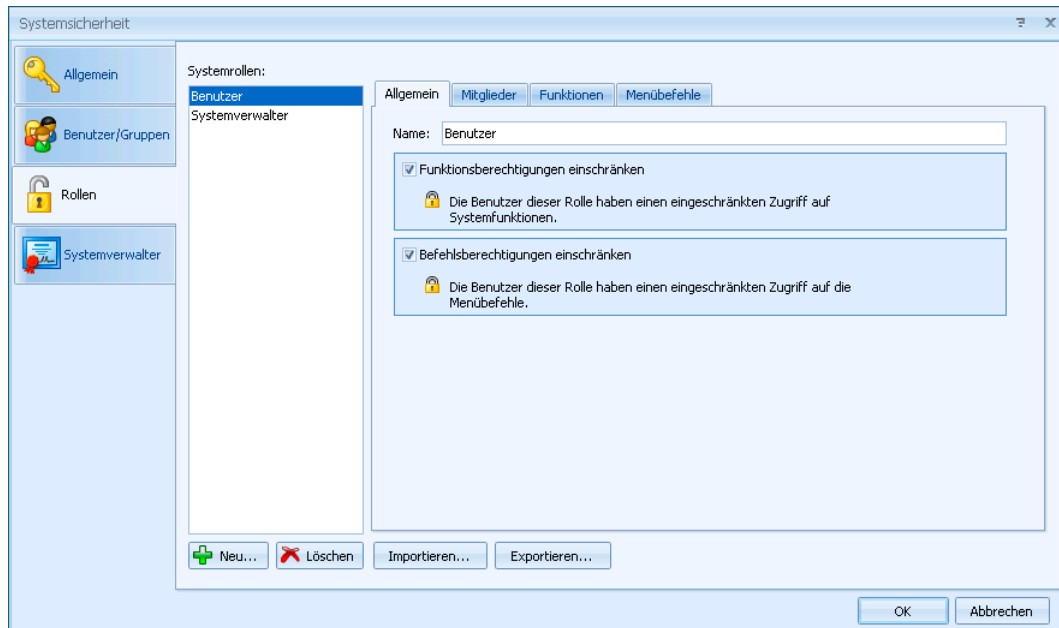 Systemsicherheit
Allgemein
Benutzer/Gruppen
Rollen
Systemverwalter
Systemrollen:
Benutzer
Systemverwalter
Allgemein
Mitglieder
Funktionen
Menübefehle
Name: Benutzer
Funktionsberechtigungen einschränken
Die Benutzer dieser Rolle haben einen eingeschränkten Zugriff auf
Systemfunktionen.
Befehlsberechtigungen einschränken
Die Benutzer dieser Rolle haben einen eingeschränkten Zugriff auf die
Menübefehle.
Neu...
Löschen
Importieren...
Exportieren...
OK
Abbrechen